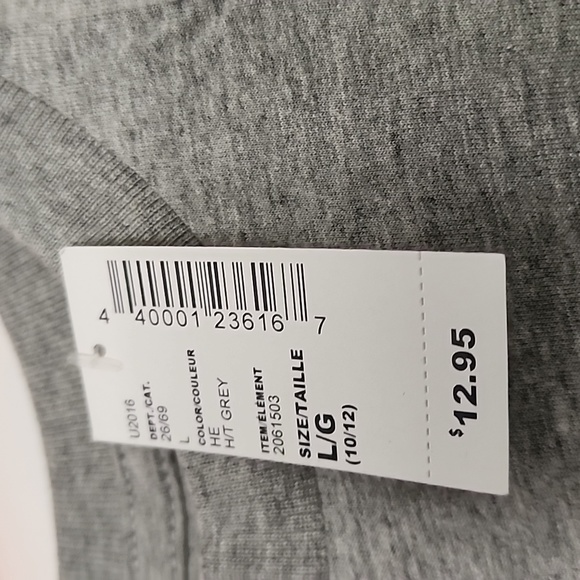 4 40001 23616 7
U2016
DEPT./CAT.
26/69
L
COLOR/COULEUR
HE
H/T GREY
ITEM/ÉLÉMENT
2061503
SIZE/TAILLE
L/G
(10/12)
$12.95